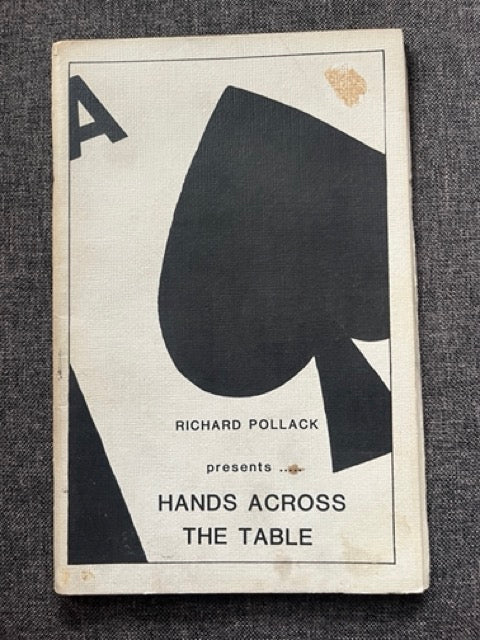 A
RICHARD POLLACK
presents .....
HANDS ACROSS
THE TABLE